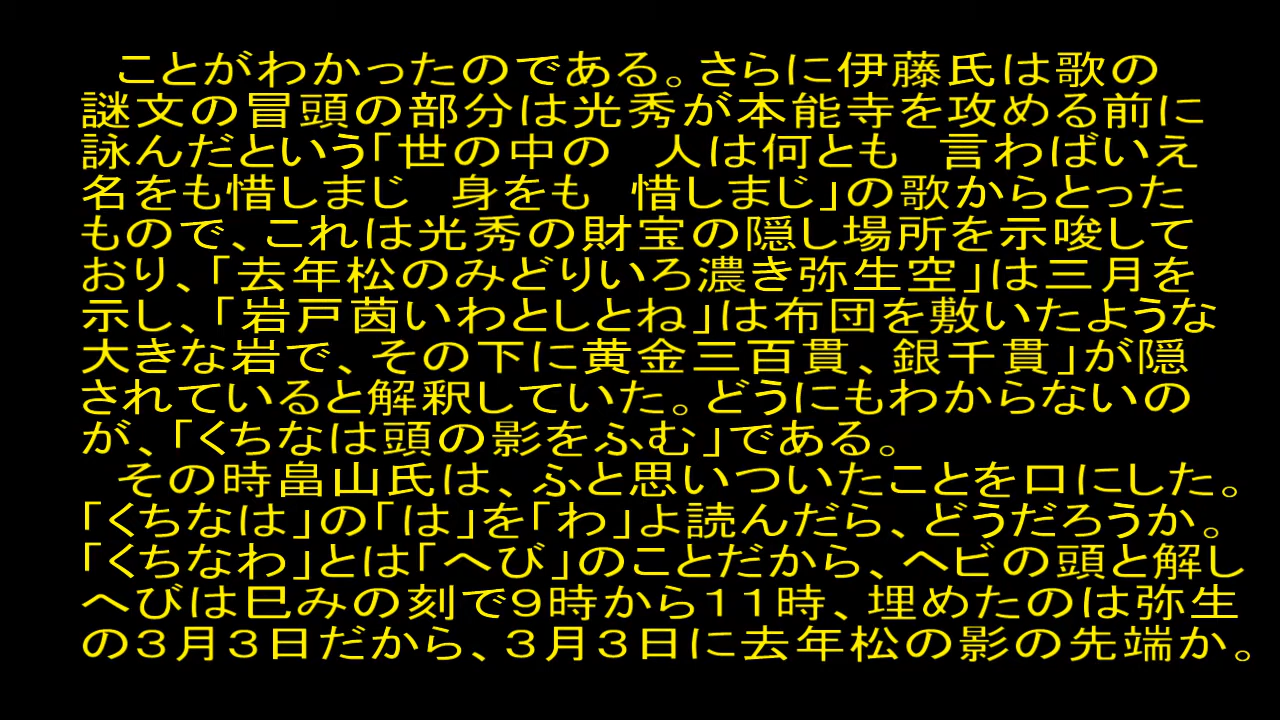 ことがわかったのである。さらに伊藤氏は歌の
謎文の冒頭の部分は光秀が本能寺を攻める前に
詠んだという「世の中の　人は何とも　言わばいえ
名をも惜しまじ　身をも　惜しまじ」の歌からとった
もので、これは光秀の財宝の隠し場所を示唆して
おり、「去年松のみどりいろ濃き弥生空」は三月を
示し、「岩戸茵いわとしとね」は布団を敷いたような
大きな岩で、その下に黄金三百貫、銀千貫」が隠
されていると解釈していた。どうにもわからないの
が、「くちなは頭の影をふむ」である。
その時畠山氏は、ふと思いついたことを口にした。
「くちなは」の「は」を「わ」よ読んだら、どうだろうか。
「くちなわ」とは「へび」のことだから、ヘビの頭と解し
へびは巳みの刻で９時から１１時、埋めたのは弥生
の３月３日だから、３月３日に去年松の影の先端か。